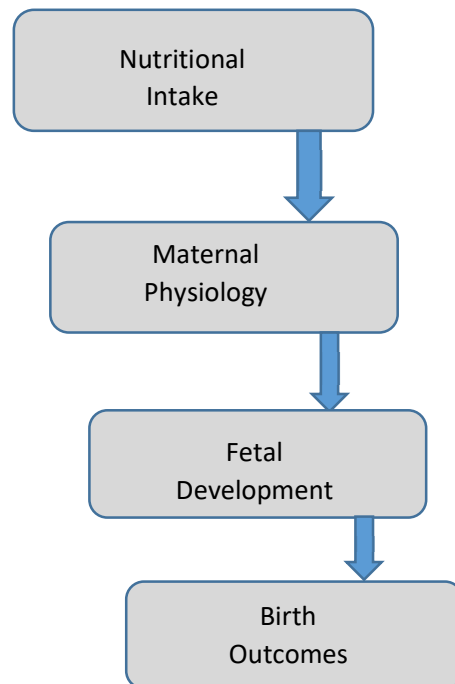 Nutritional
Intake
Maternal
Physiology
Fetal
Development
Birth
Outcomes